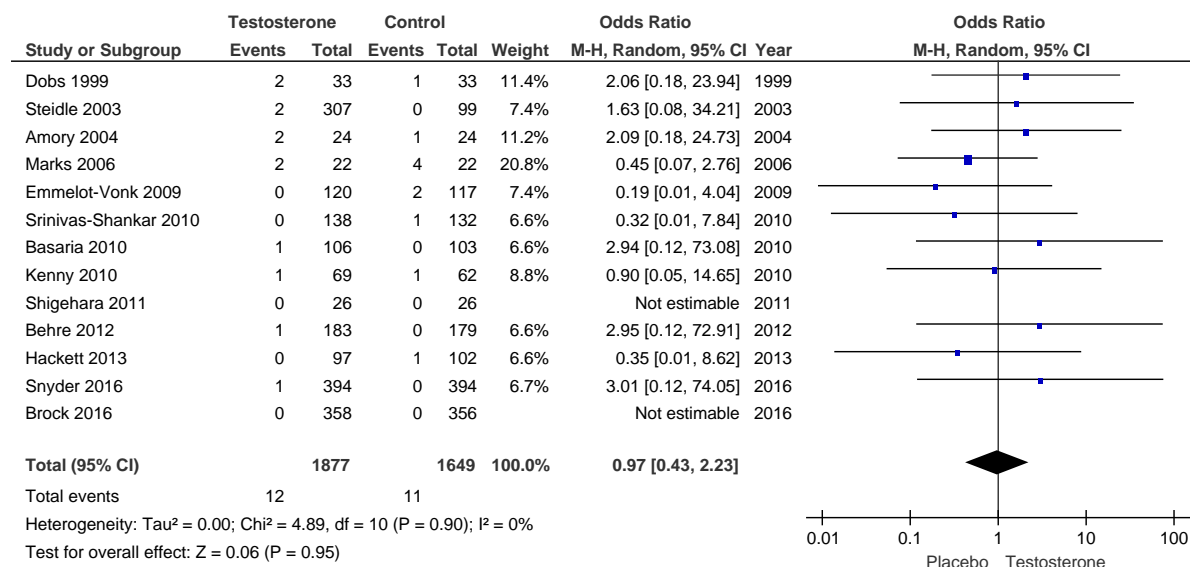 Testosterone Control Odds Ratio Odds Ratio
Study or Subgroup Events Total Events Total Weight M-H, Random, 95% CI Year M-H, Random, 95% CI
Dobs 1999 2 33 1 33 11.4% 2.06 [0.18, 23.94] 1999
Steidle 2003 2 307 0 99 7.4% 1.63 [0.08, 34.21] 2003
Amory 2004 2 24 1 24 11.2% 2.09 [0.18, 24.73] 2004
Marks 2006 2 22 4 22 20.8% 0.45 [0.07, 2.76] 2006
Emmelot-Vonk 2009 0 120 2 117 7.4% 0.19 [0.01, 4.04] 2009
Srinivas-Shankar 2010 0 138 1 132 6.6% 0.32 [0.01, 7.84] 2010
Basaria 2010 1 106 0 103 6.6% 2.94 [0.12, 73.08] 2010
Kenny 2010 1 69 1 62 8.8% 0.90 [0.05, 14.65] 2010
Shigehara 2011 0 26 0 26 Not estimable 2011
Behre 2012 1 183 0 179 6.6% 2.95 [0.12, 72.91] 2012
Hackett 2013 0 97 1 102 6.6% 0.35 [0.01, 8.62] 2013
Snyder 2016 1 394 0 394 6.7% 3.01 [0.12, 74.05] 2016
Brock 2016 0 358 0 356 Not estimable 2016
Total (95% CI) 1877 1649 100.0% 0.97 [0.43, 2.23]
Total events 12 11
Heterogeneity: Tau² = 0.00; Chi² = 4.89, df = 10 (P = 0.90); I² = 0%
Test for overall effect: Z = 0.06 (P = 0.95)
0.01 0.1 1 10 100
Placebo Testosterone